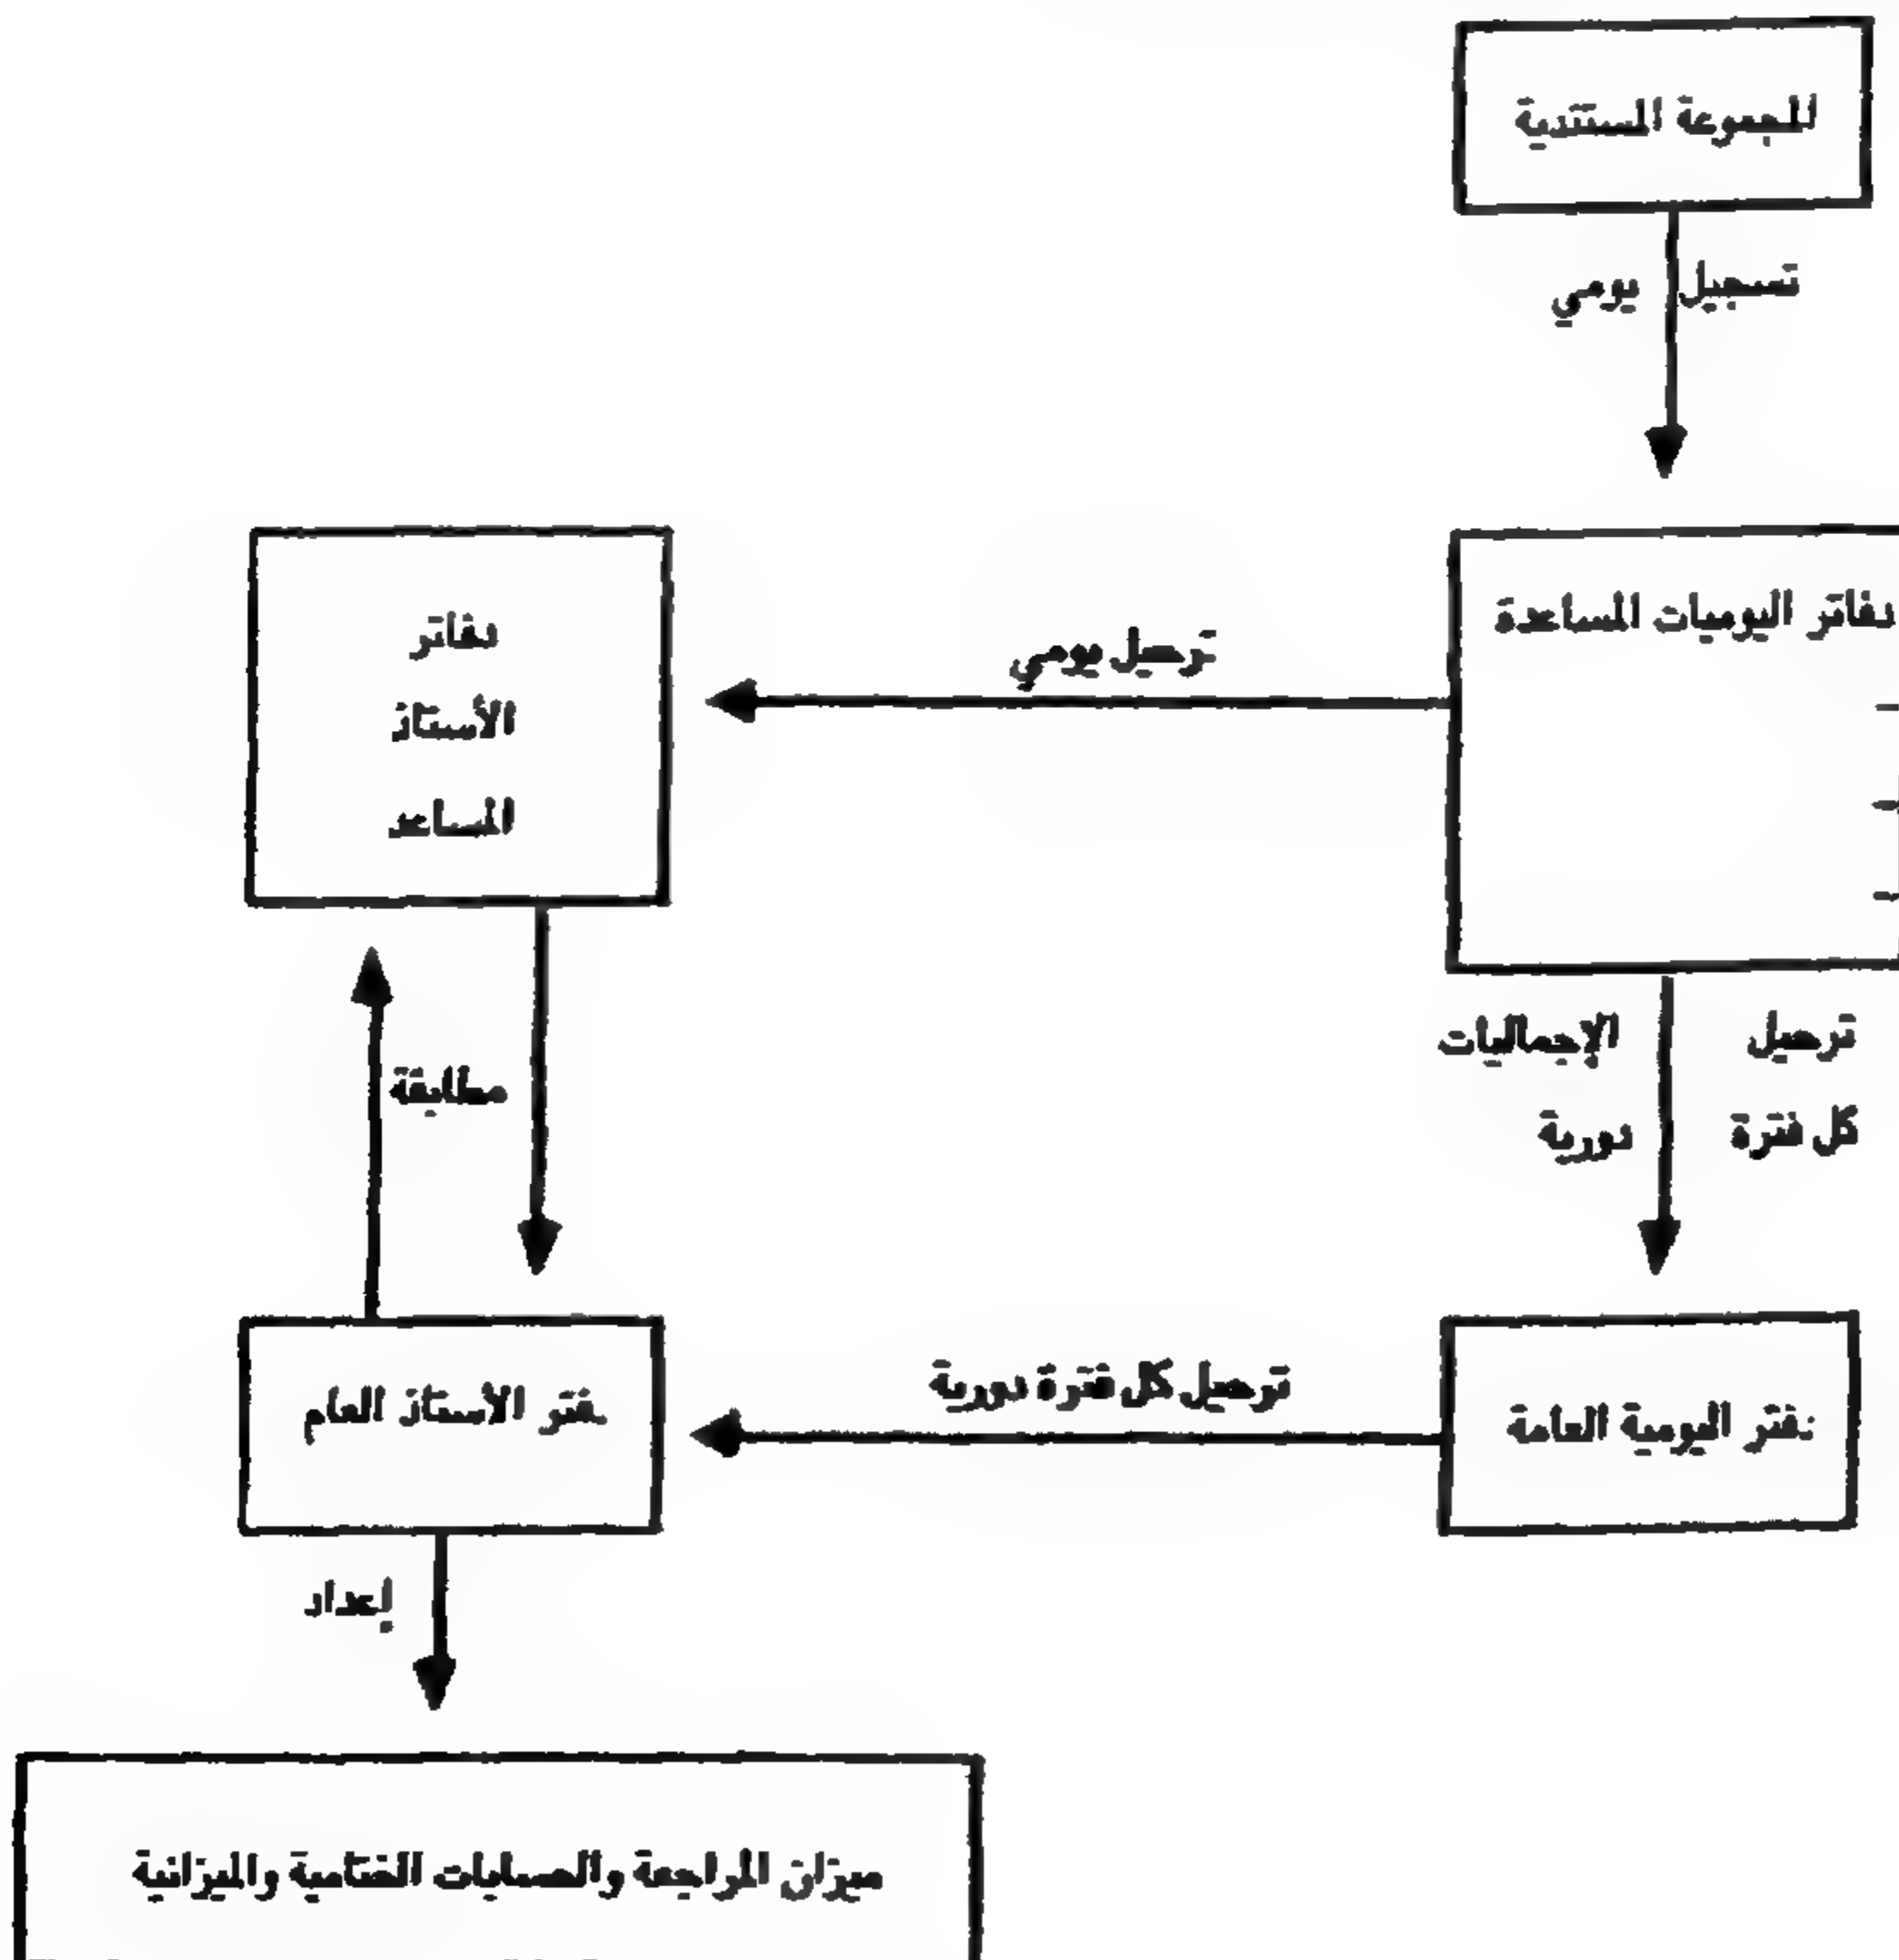 المجموعة المستندية
تسجيل يومي
دفاتر اليوميات المساعدة
ترحيل يومي
دفاتر
الأستاذ
المساعد
ترحيل الإجماليات
كل فترة دورية
مطابقة
دفتر اليومية العامة
ترحيل كل فترة دورية
دفتر الأستاذ العام
إعداد
ميزان المراجعة والحسابات الختامية والميزانية